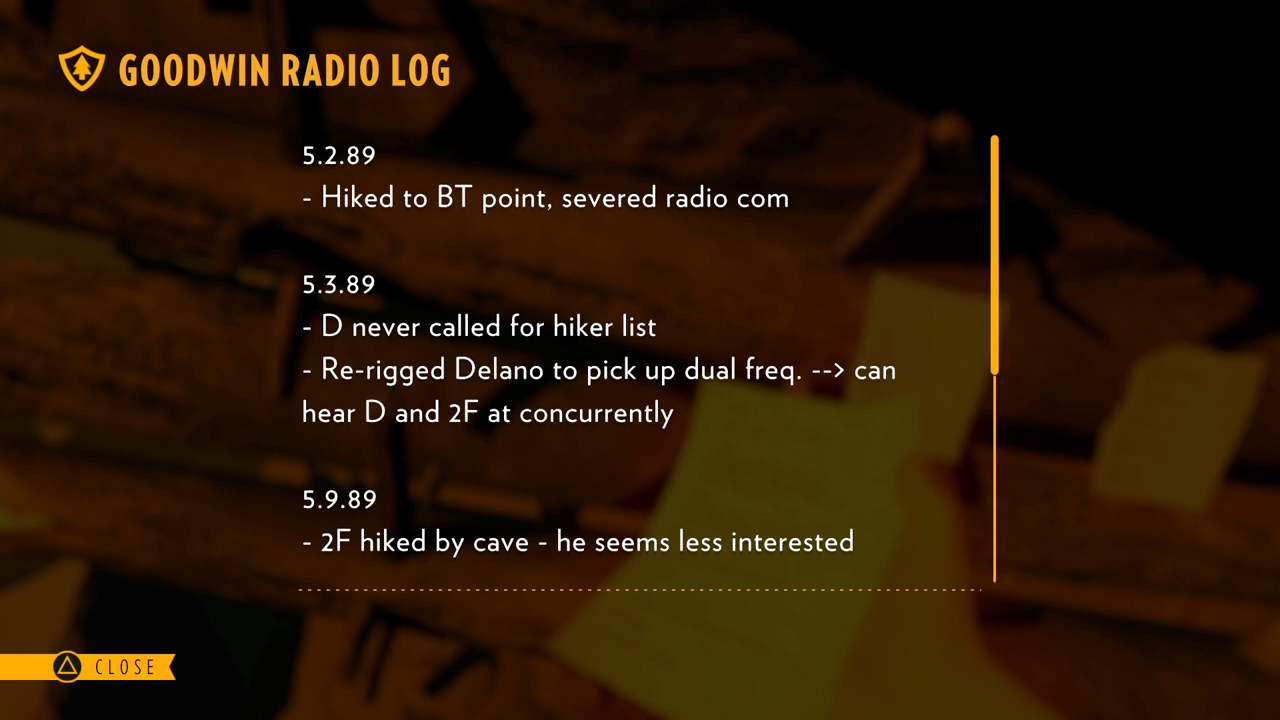 GOODWIN RADIO LOG
5.2.89
- Hiked to BT point, severed radio com
5.3.89
- D never called for hiker list
- Re-rigged Delano to pick up dual freq. --> can
hear D and 2F at concurrently
5.9.89
- 2F hiked by cave - he seems less interested
CLOSE